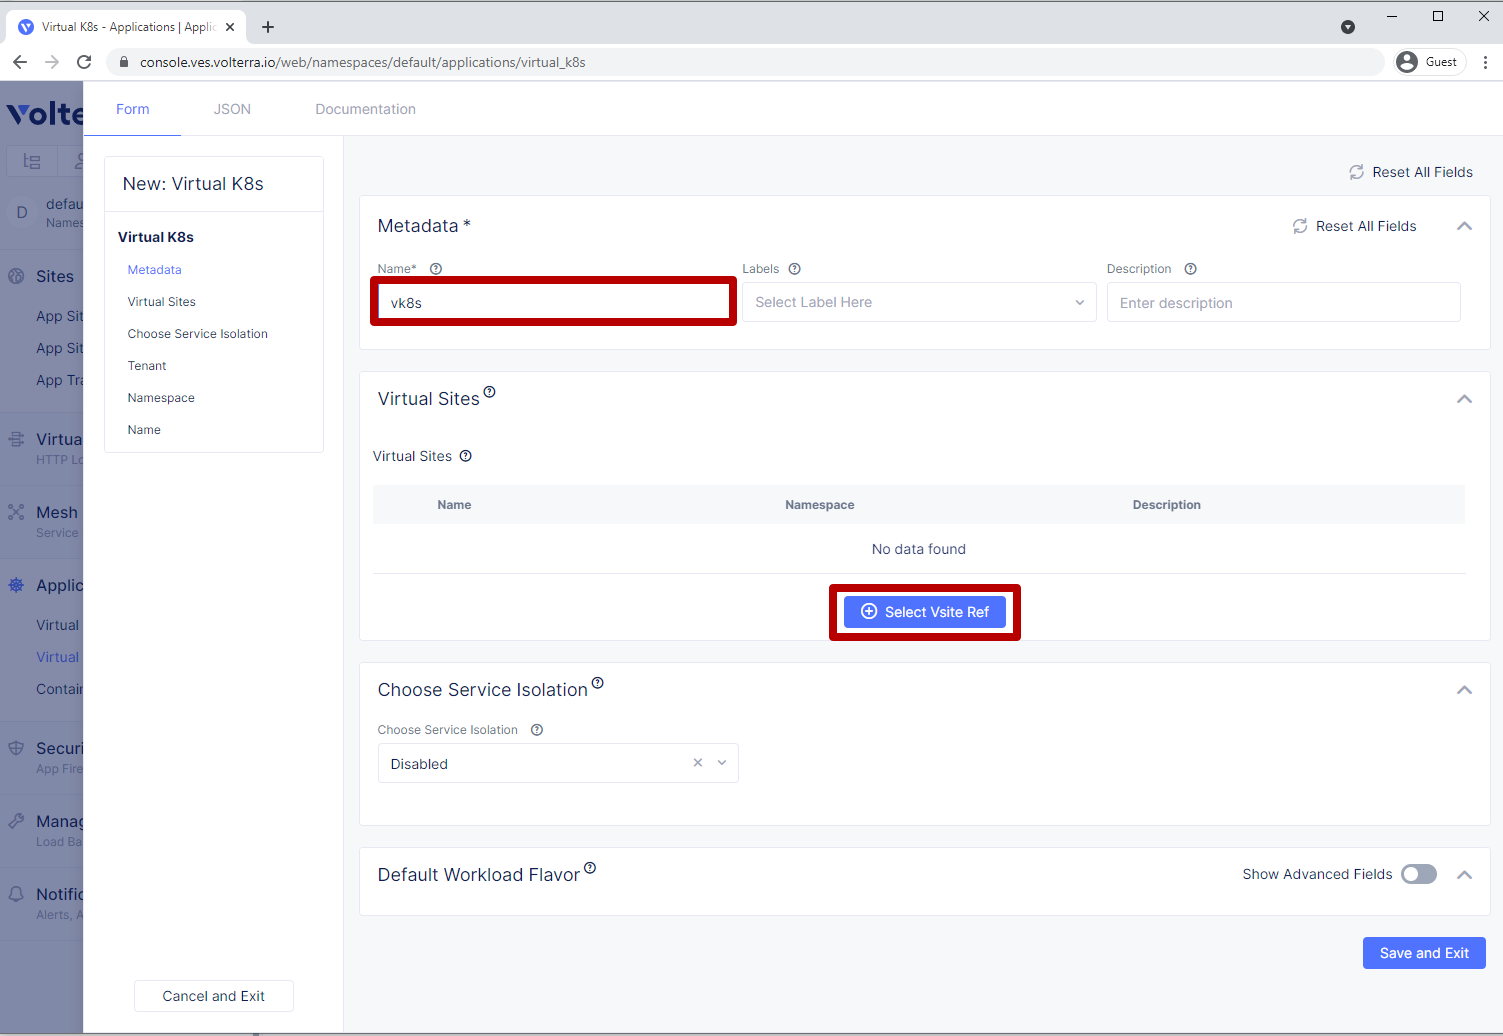 Virtual K8s - Applications | Applic
console.ves.volterra.io/web/namespaces/default/applications/virtual_k8s
Guest
Volte
Form
JSON
Documentation
D
defau
Names
Sites
App Sit
App Sit
App Tra
Virtua
HTTP Lo
Mesh
Service
Applic
Virtual
Virtual
Contain
Securi
App Fire
Manag
Load Ba
Notific
Alerts, A
New: Virtual K8s
Virtual K8s
Metadata
Virtual Sites
Choose Service Isolation
Tenant
Namespace
Name
Cancel and Exit
Reset All Fields
Metadata *
Reset All Fields
Name*
Labels
Description
vk8s
Select Label Here
Enter description
Virtual Sites
Virtual Sites
Name Namespace Description
No data found
Select Vsite Ref
Choose Service Isolation
Choose Service Isolation
Disabled
Default Workload Flavor
Show Advanced Fields
Save and Exit